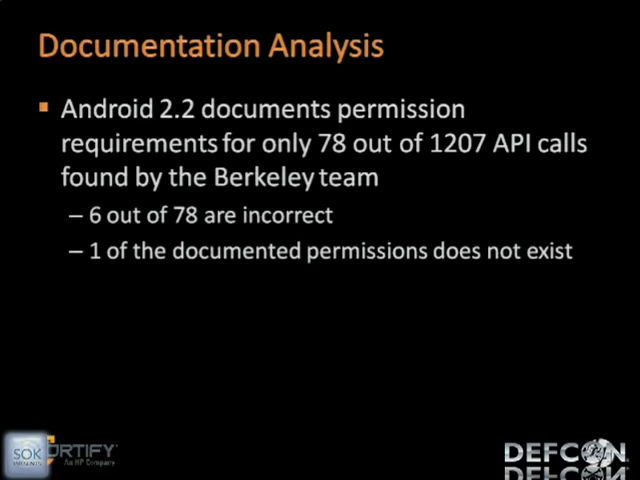 Documentation Analysis
▪ Android 2.2 documents permission
requirements for only 78 out of 1207 API calls
found by the Berkeley team
– 6 out of 78 are incorrect
– 1 of the documented permissions does not exist
SOK
PRESENTS
ORTIFY
An HP Company
DEFCON